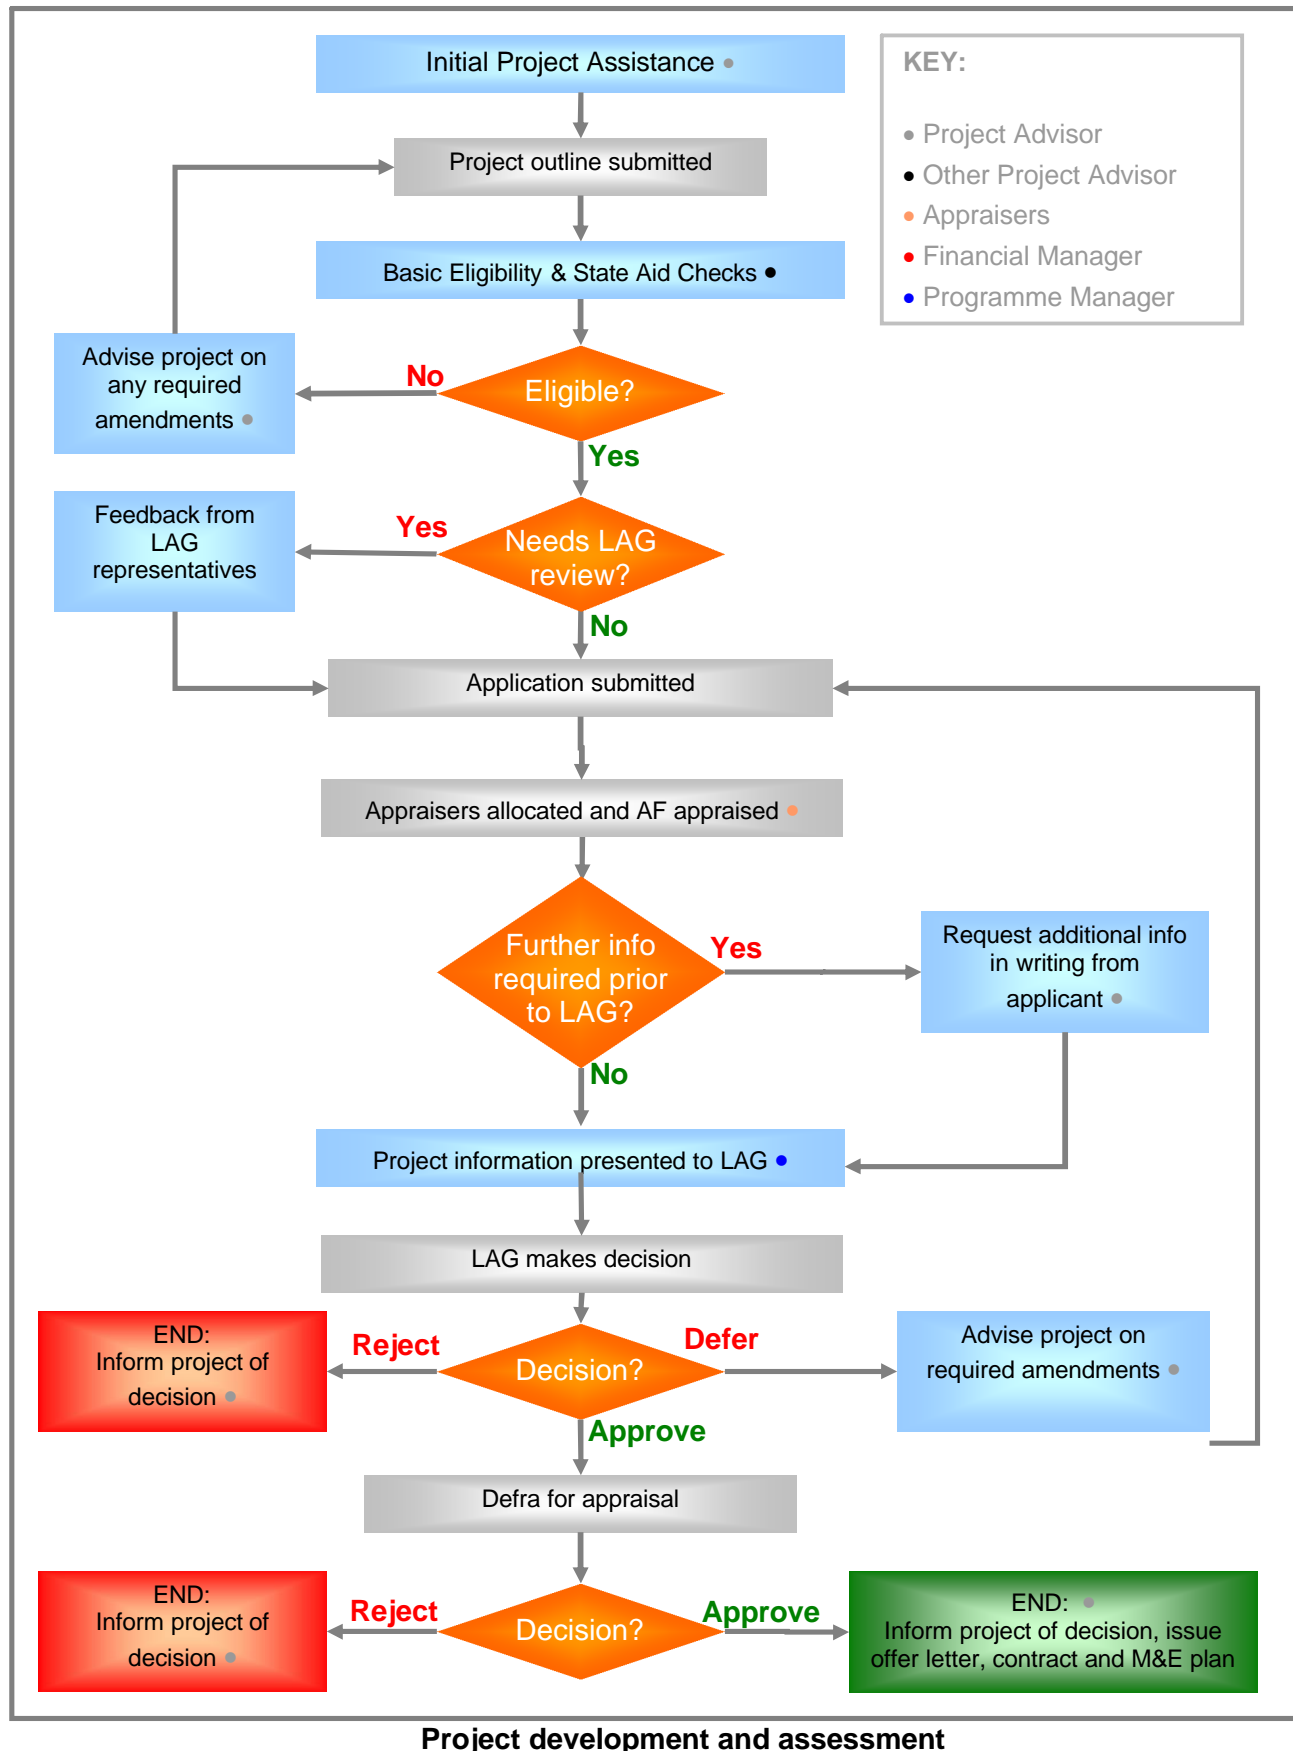 Initial Project Assistance
KEY:
Project Advisor
Other Project Advisor
Appraisers
Financial Manager
Programme Manager
Project outline submitted
Basic Eligibility & State Aid Checks
Advise project on
any required
amendments
No
Eligible?
Yes
Feedback from
LAG
representatives
Yes
Needs LAG
review?
No
Application submitted
Appraisers allocated and AF appraised
Further info
required prior
to LAG?
Yes
Request additional info
in writing from
applicant
No
Project information presented to LAG
LAG makes decision
END:
Inform project of
decision
Reject
Decision?
Defer
Advise project on
required amendments
Approve
Defra for appraisal
END:
Inform project of
decision
Reject
Decision?
Approve
END:
Inform project of decision, issue
offer letter, contract and M&E plan
Project development and assessment